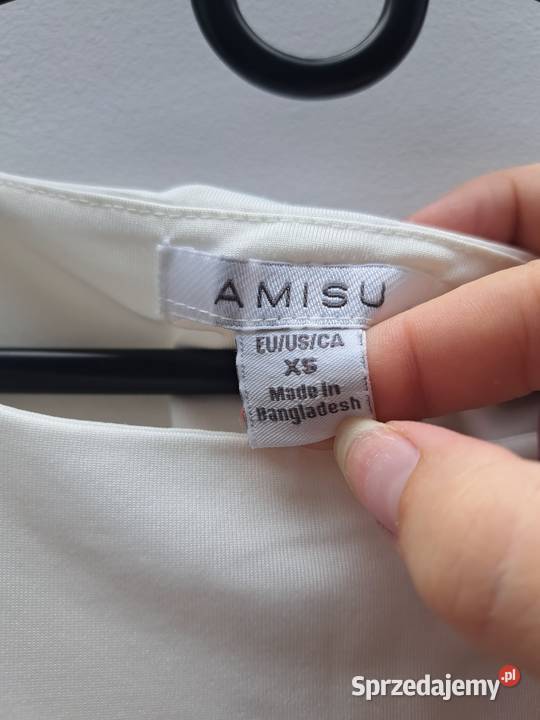 AMISU
EU/US/CA
XS
Made in
Bangladesh
Sprzedajemy.pl